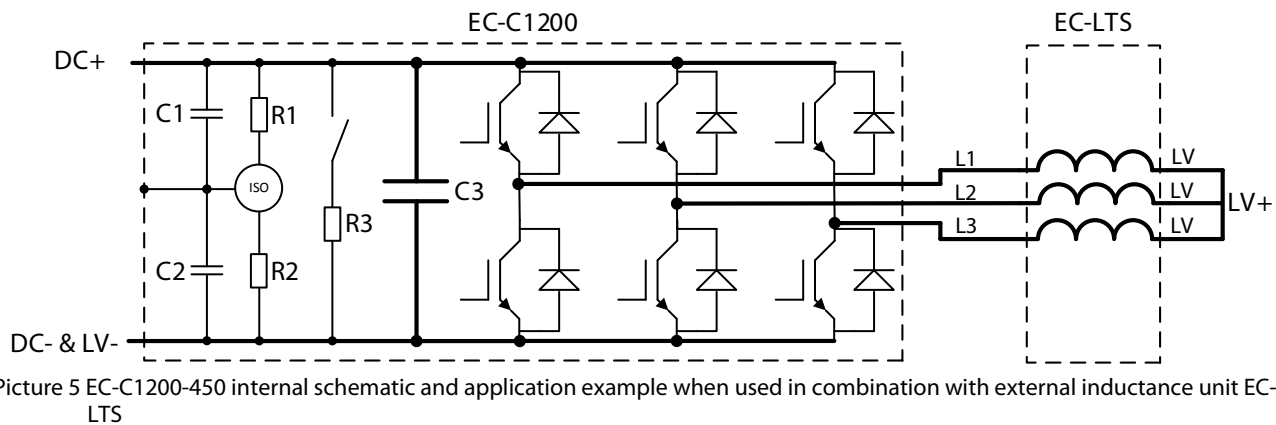 EC-C1200
EC-LTS
DC+
C1
R1
ISO
C2
R2
R3
C3
L1
LV
L2
LV
L3
LV
LV+
DC- & LV-
Picture 5 EC-C1200-450 internal schematic and application example when used in combination with external inductance unit EC-
LTS